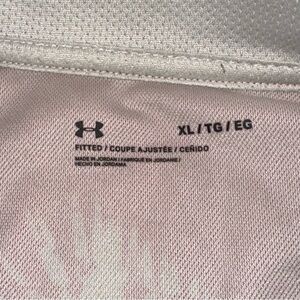 XL / TG / EG
FITTED / COUPE AJUSTÉE / CEÑIDO
MADE IN JORDAN / FABRIQUÉ EN JORDANIE /
HECHO EN JORDANIA